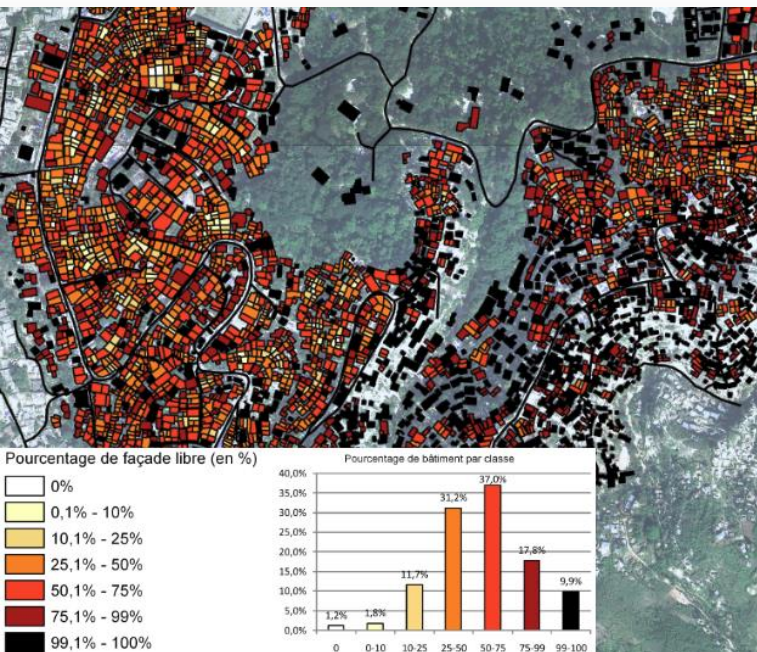 Pourcentage de façade libre (en %)
0%
0,1% - 10%
10,1% - 25%
25,1% - 50%
50,1% - 75%
75,1% - 99%
99,1% - 100%
Pourcentage de bâtiment par classe
40,0%
35,0%
30,0%
25,0%
20,0%
15,0%
10,0%
5,0%
0,0%
1,2%
1,8%
11,7%
31,2%
37,0%
17,8%
9,9%
0 0-10 10-25 25-50 50-75 75-99 99-100